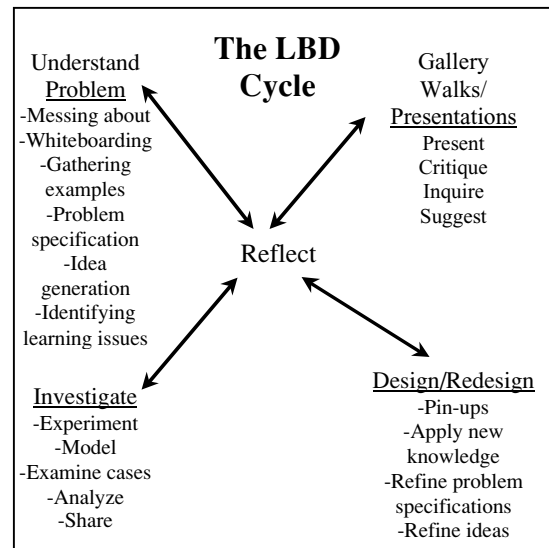 The LBD
Cycle
Understand
Problem
-Messing about
-Whiteboarding
-Gathering
examples
-Problem
specification
-Idea
generation
-Identifying
learning issues
Gallery
Walks/
Presentations
Present
Critique
Inquire
Suggest
Reflect
Investigate
-Experiment
-Model
-Examine cases
-Analyze
-Share
Design/Redesign
-Pin-ups
-Apply new
knowledge
-Refine problem
specifications
-Refine ideas